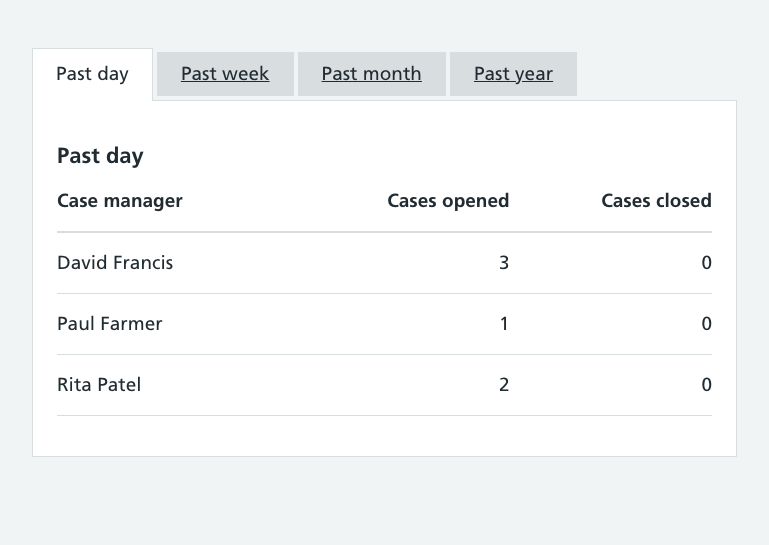 Past day Past week Past month Past year
Past day
Case manager Cases opened Cases closed
David Francis 3 0
Paul Farmer 1 0
Rita Patel 2 0